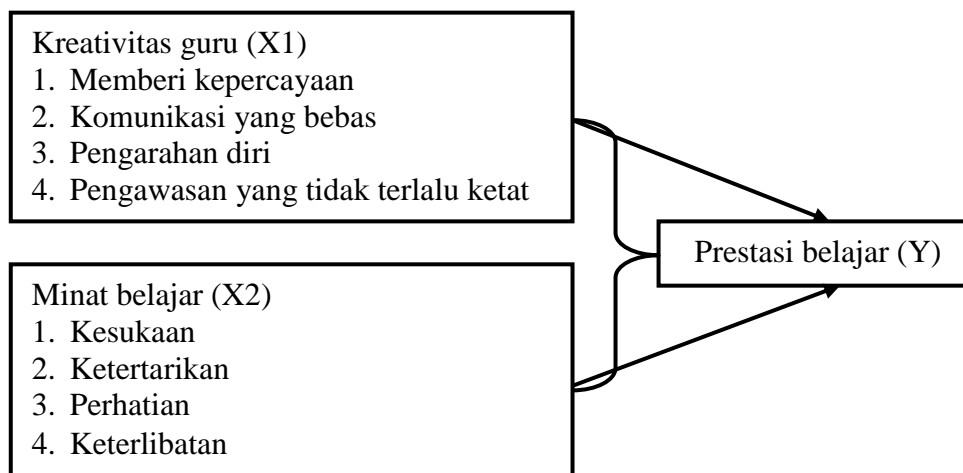 Kreativitas guru (X1)
1. Memberi kepercayaan
2. Komunikasi yang bebas
3. Pengarahan diri
4. Pengawasan yang tidak terlalu ketat
Prestasi belajar (Y)
Minat belajar (X2)
1. Kesukaan
2. Ketertarikan
3. Perhatian
4. Keterlibatan